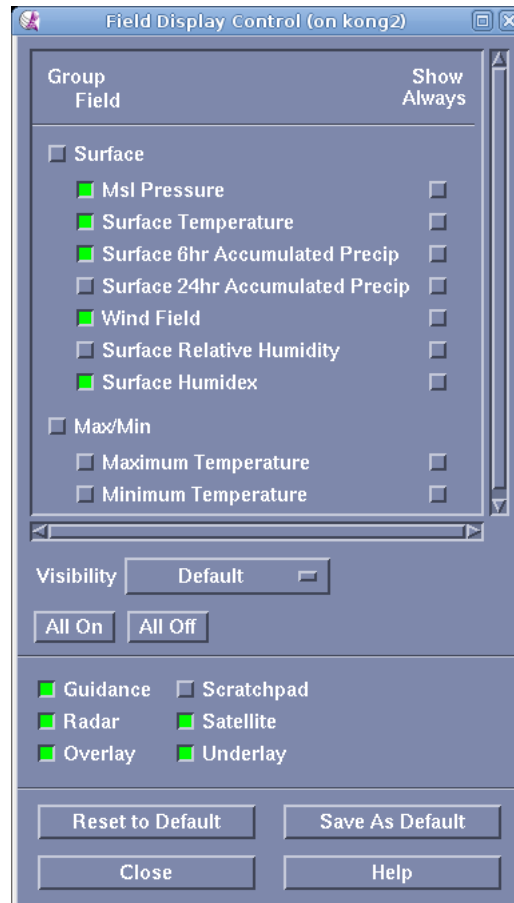 Field Display Control (on kong2)
Group Show
Field Always
Surface
Msl Pressure
Surface Temperature
Surface 6hr Accumulated Precip
Surface 24hr Accumulated Precip
Wind Field
Surface Relative Humidity
Surface Humidex
Max/Min
Maximum Temperature
Minimum Temperature
Visibility Default
All On All Off
Guidance Scratchpad
Radar Satellite
Overlay Underlay
Reset to Default Save As Default
Close Help